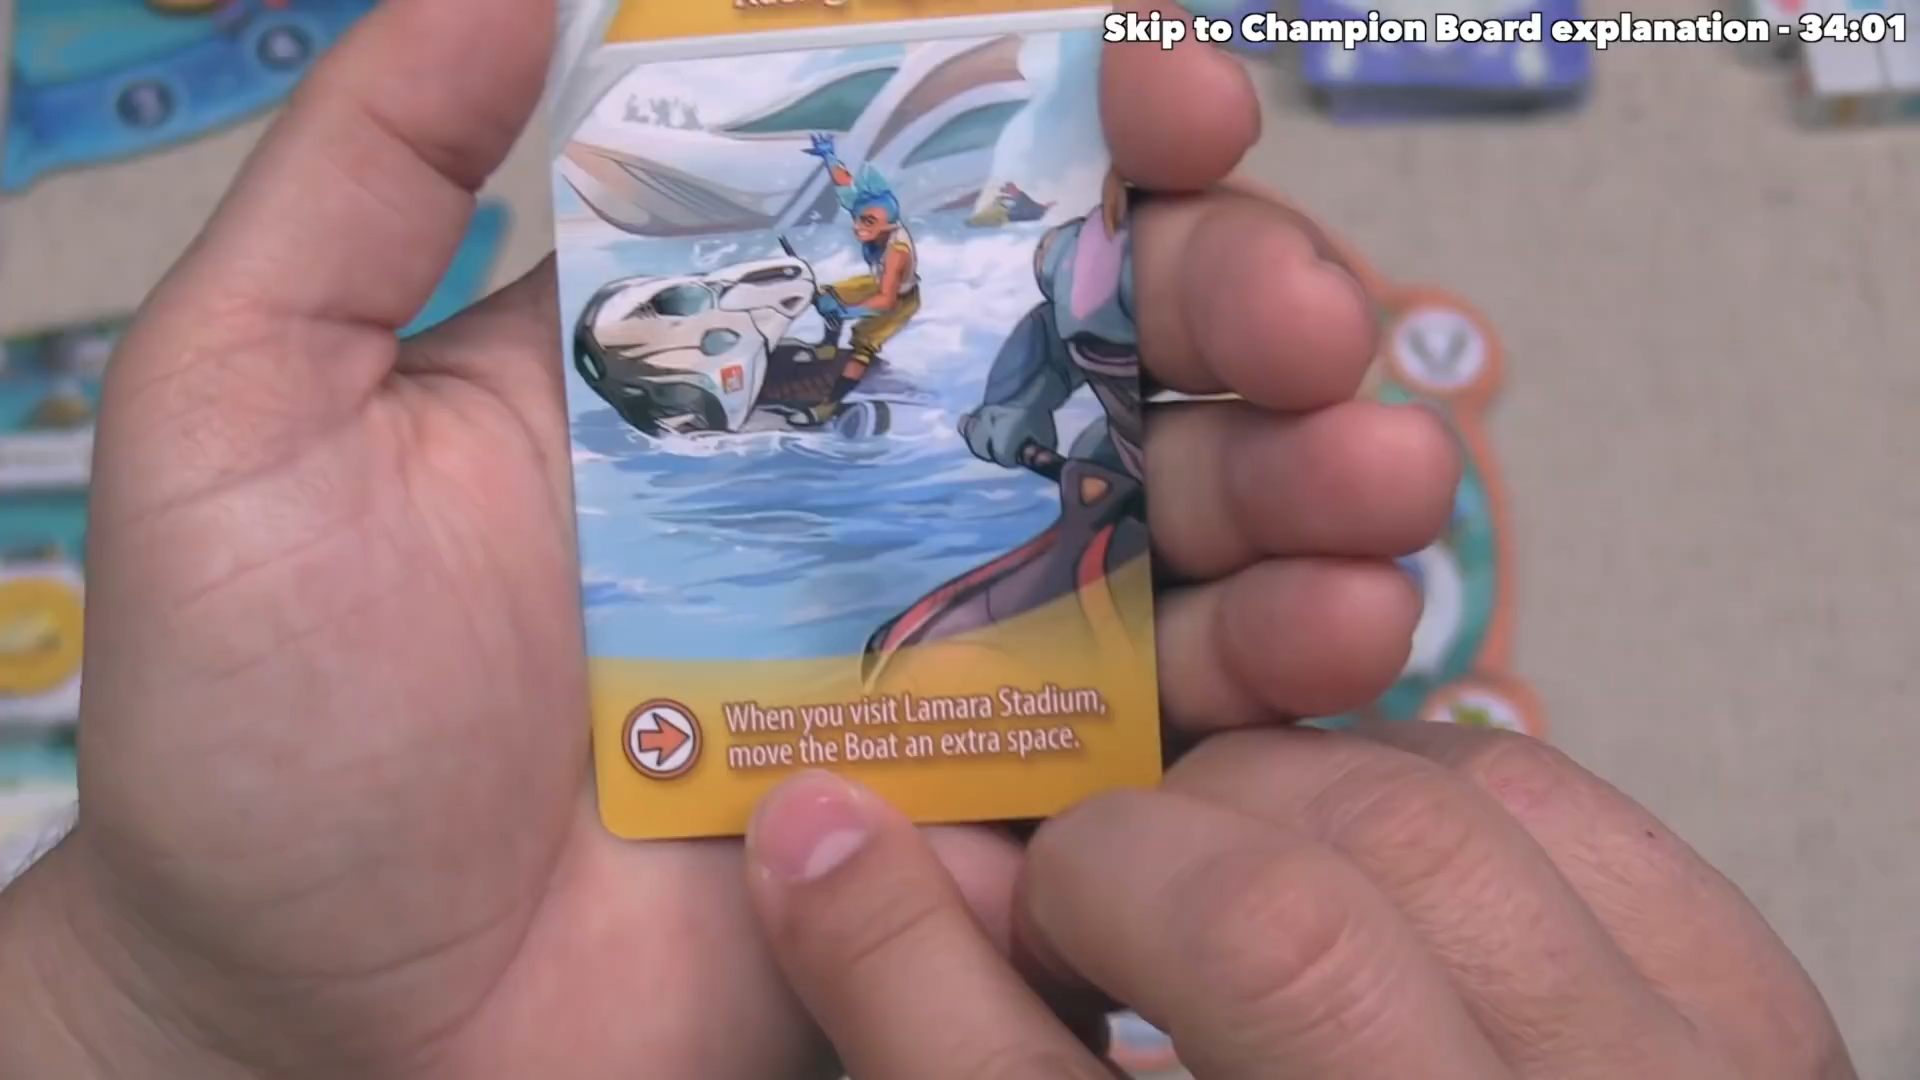 Skip to Champion Board explanation - 34:01
When you visit Lamara Stadium,
move the Boat an extra space.